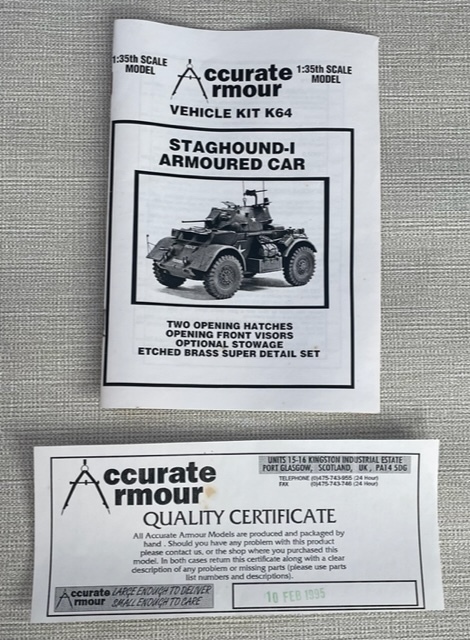 1:35th SCALE
MODEL
Accurate
Armour
1:35th SCALE
MODEL
VEHICLE KIT K64
STAGHOUND-I
ARMOURED CAR
TWO OPENING HATCHES
OPENING FRONT VISORS
OPTIONAL STOWAGE
ETCHED BRASS SUPER DETAIL SET
Accurate
Armour
UNITS 15-16 KINGSTON INDUSTRIAL ESTATE
PORT GLASGOW, SCOTLAND, UK, PA14 5DG
TELEPHONE (0)475-743-955 (24 Hour)
FAX (0)475-743-746 (24 Hour)
QUALITY CERTIFICATE
All Accurate Armour Models are produced and packaged by
hand. Should you have any problem with this product
please contact us, or the shop where you purchased this
model. In both cases return this certificate along with a clear
description of any problem or missing parts (please use parts
list numbers and descriptions).
Accurate
Armour
LARGE ENOUGH TO DELIVER
SMALL ENOUGH TO CARE
10 FEB 1995